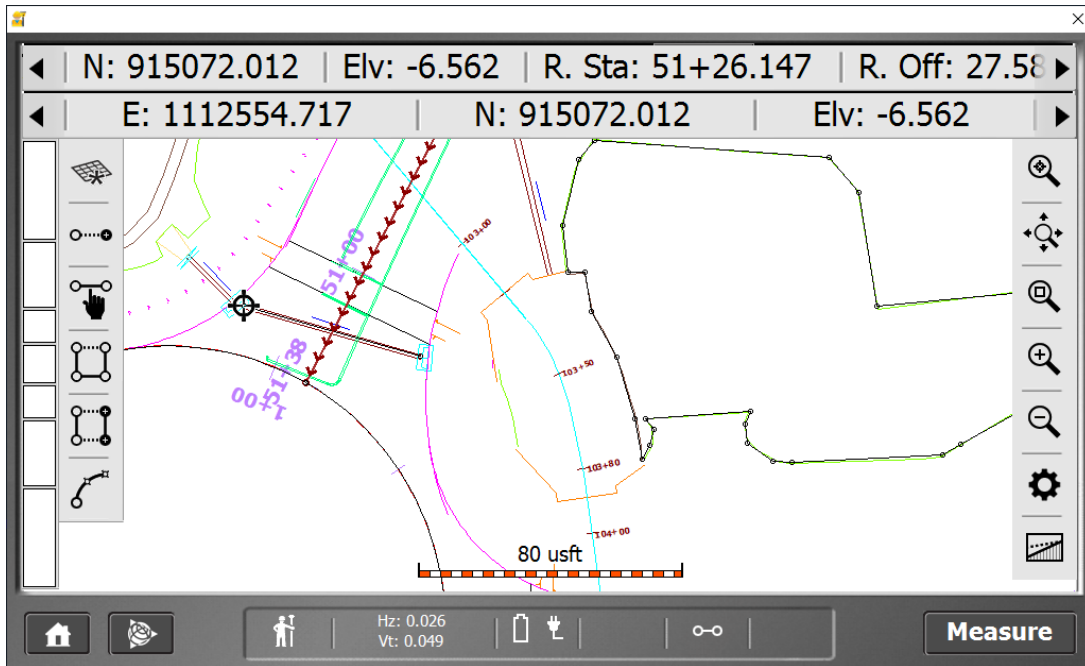 N: 915072.012 Elv: -6.562 R. Sta: 51+26.147 R. Off: 27.58
E: 1112554.717 N: 915072.012 Elv: -6.562
103+00
51+00
51+38
1+00
103+50
103+80
104+00
80 usft
Hz: 0.026
Vt: 0.049
Measure